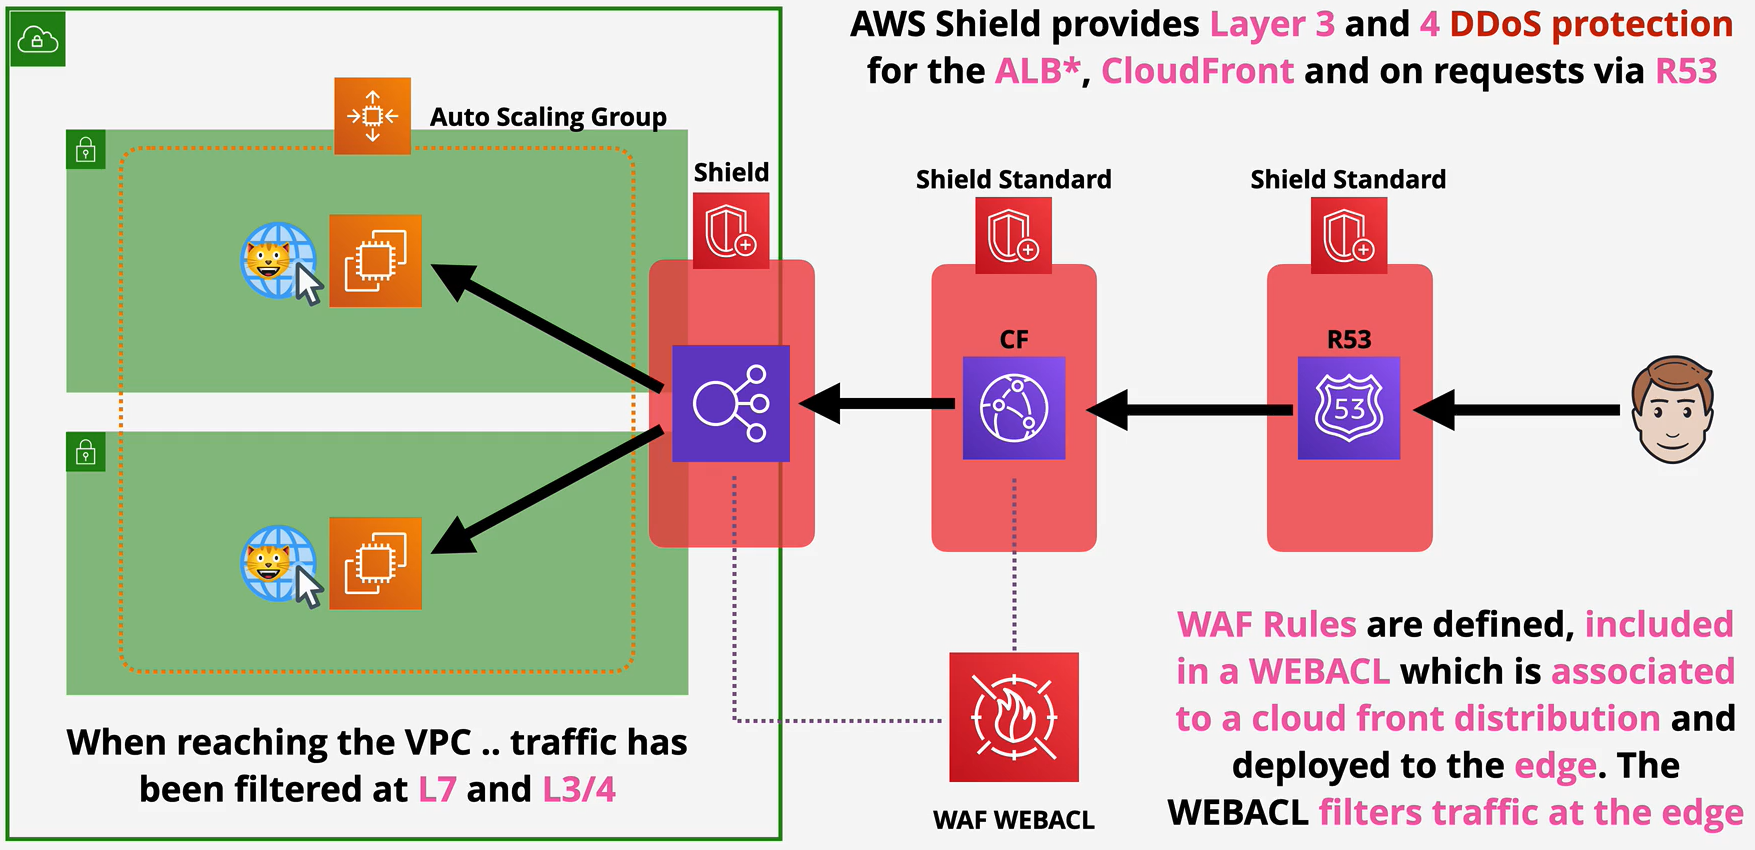 AWS Shield provides Layer 3 and 4 DDoS protection
for the ALB*, CloudFront and on requests via R53
Auto Scaling Group
Shield
Shield Standard
Shield Standard
CF
R53
53
WAF Rules are defined, included
in a WEBACL which is associated
to a cloud front distribution and
deployed to the edge. The
WEBACL filters traffic at the edge
When reaching the VPC .. traffic has
been filtered at L7 and L3/4
WAF WEBACL